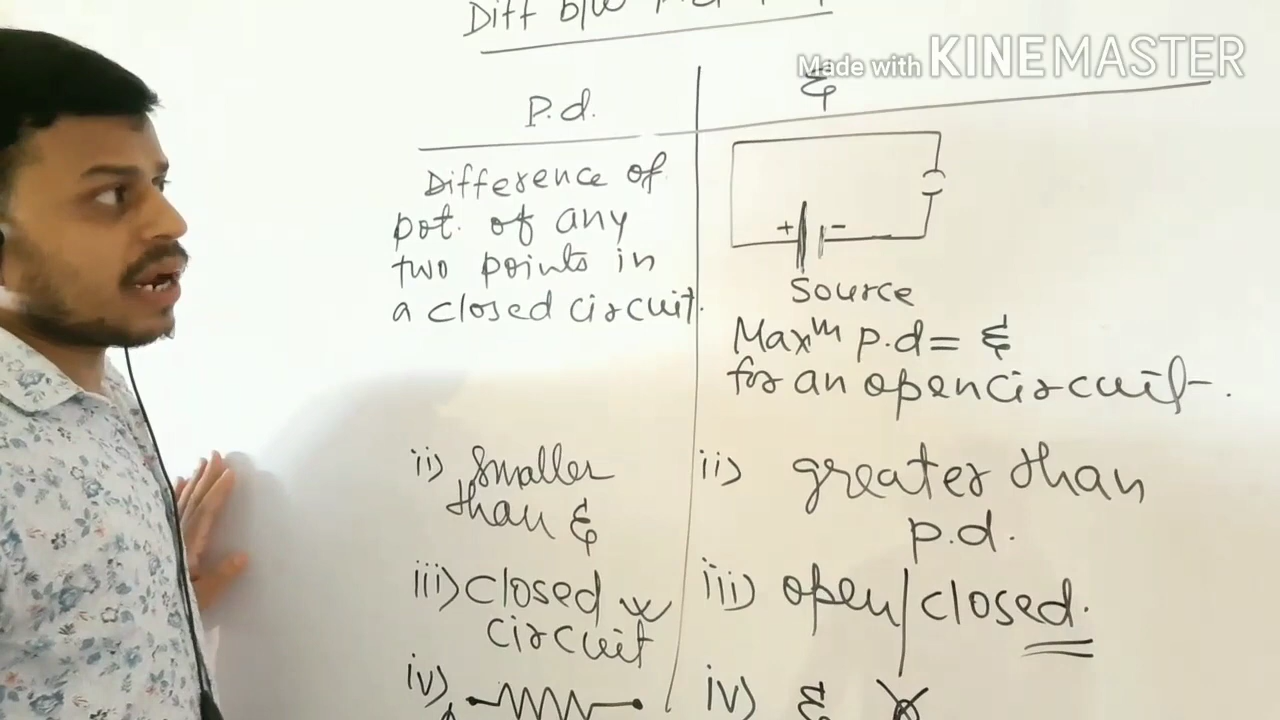 Diff b/w
Made with KINEMASTER
P.d.
ξ
Difference of
pot. of any
two points in
a closed circuit.
+ -
Source
Maxᵐ p.d = ξ
for an open circuit.
ii) Smaller
than ξ
ii) greater than
p.d.
iii) closed
circuit
iii) open/closed.
iv)
iv) ξ